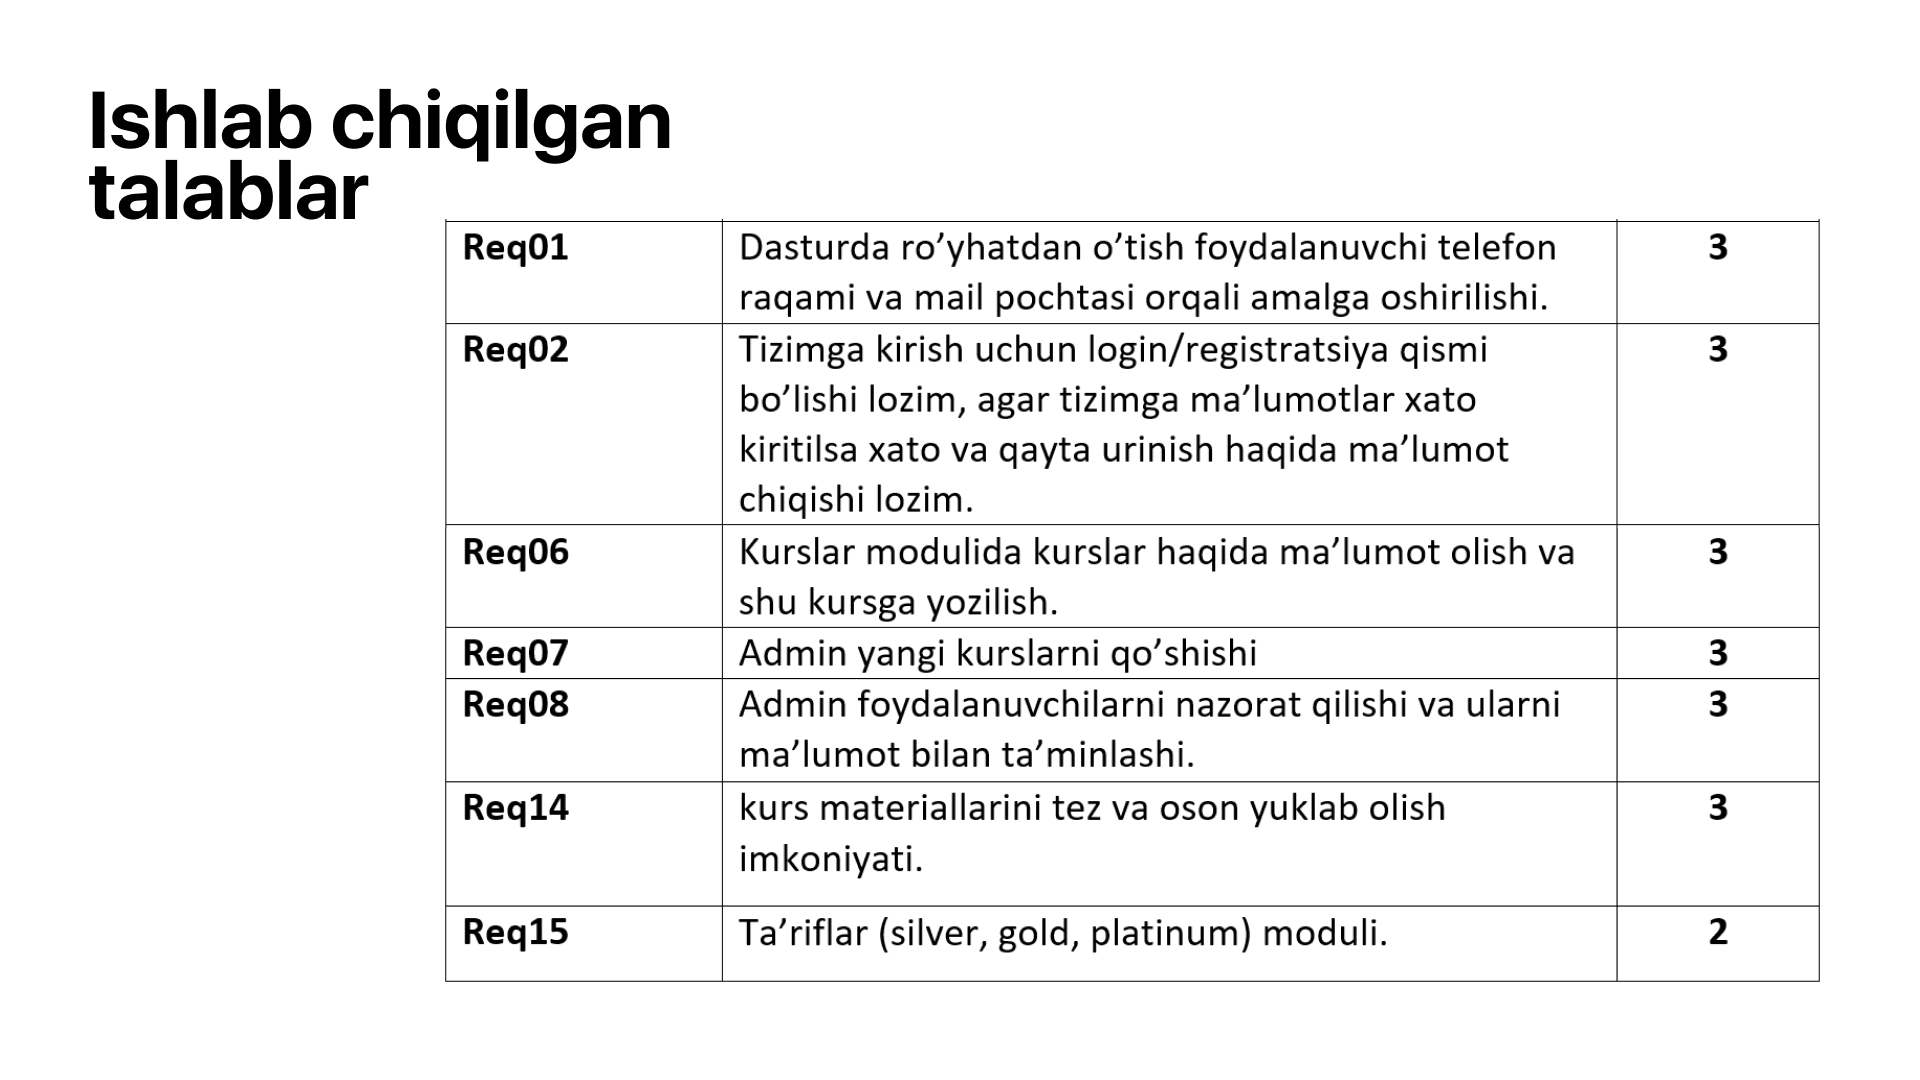 Ishlab chiqilgan
talablar
Req01
Dasturda ro’yhatdan o’tish foydalanuvchi telefon
raqami va mail pochtasi orqali amalga oshirilishi.
3
Req02
Tizimga kirish uchun login/registratsiya qismi
bo’lishi lozim, agar tizimga ma’lumotlar xato
kiritilsa xato va qayta urinish haqida ma’lumot
chiqishi lozim.
3
Req06
Kurslar modulida kurslar haqida ma’lumot olish va
shu kursga yozilish.
3
Req07
Admin yangi kurslarni qo’shishi
3
Req08
Admin foydalanuvchilarni nazorat qilishi va ularni
ma’lumot bilan ta’minlashi.
3
Req14
kurs materiallarini tez va oson yuklab olish
imkoniyati.
3
Req15
Ta’riflar (silver, gold, platinum) moduli.
2